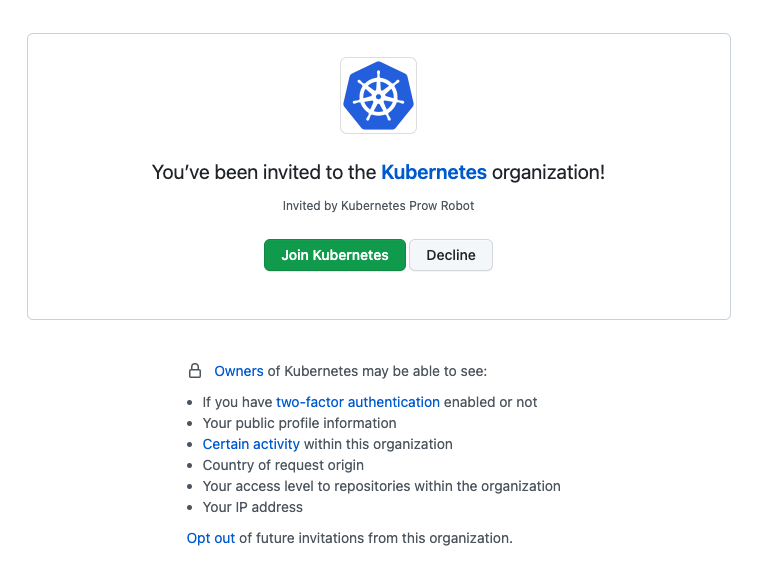 You’ve been invited to the Kubernetes organization!
Invited by Kubernetes Prow Robot
Join Kubernetes Decline
Owners of Kubernetes may be able to see:
If you have two-factor authentication enabled or not
Your public profile information
Certain activity within this organization
Country of request origin
Your access level to repositories within the organization
Your IP address
Opt out of future invitations from this organization.